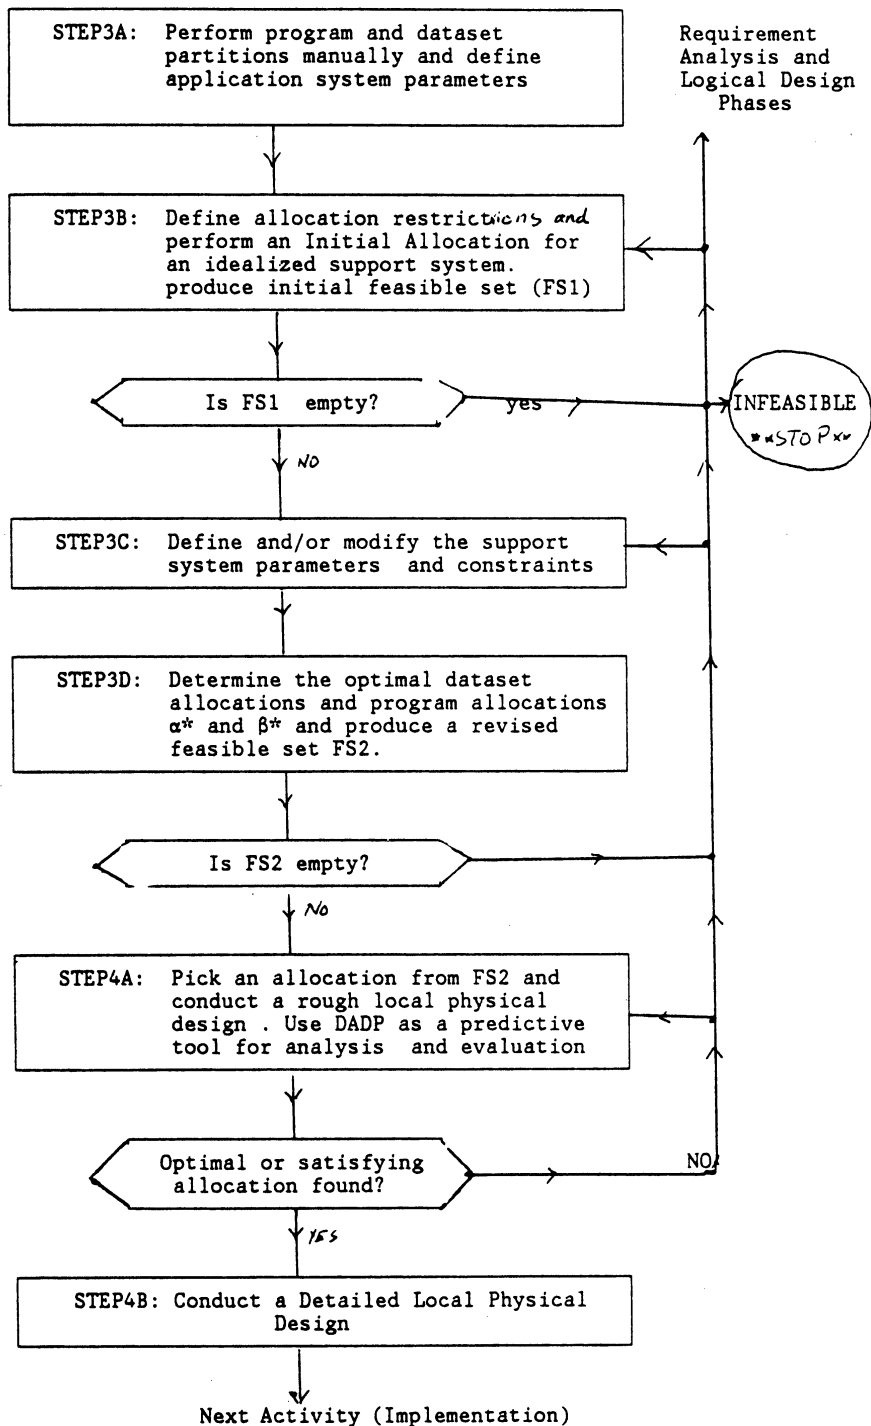 STEP3A: Perform program and dataset
partitions manually and define
application system parameters
Requirement
Analysis and
Logical Design
Phases
STEP3B: Define allocation restrictions and
perform an Initial Allocation for
an idealized support system.
produce initial feasible set (FS1)
Is FS1 empty?
yes
INFEASIBLE
**STOP**
NO
STEP3C: Define and/or modify the support
system parameters and constraints
STEP3D: Determine the optimal dataset
allocations and program allocations
α* and β* and produce a revised
feasible set FS2.
Is FS2 empty?
NO
STEP4A: Pick an allocation from FS2 and
conduct a rough local physical
design . Use DADP as a predictive
tool for analysis and evaluation
Optimal or satisfying
allocation found?
NO
YES
STEP4B: Conduct a Detailed Local Physical
Design
Next Activity (Implementation)